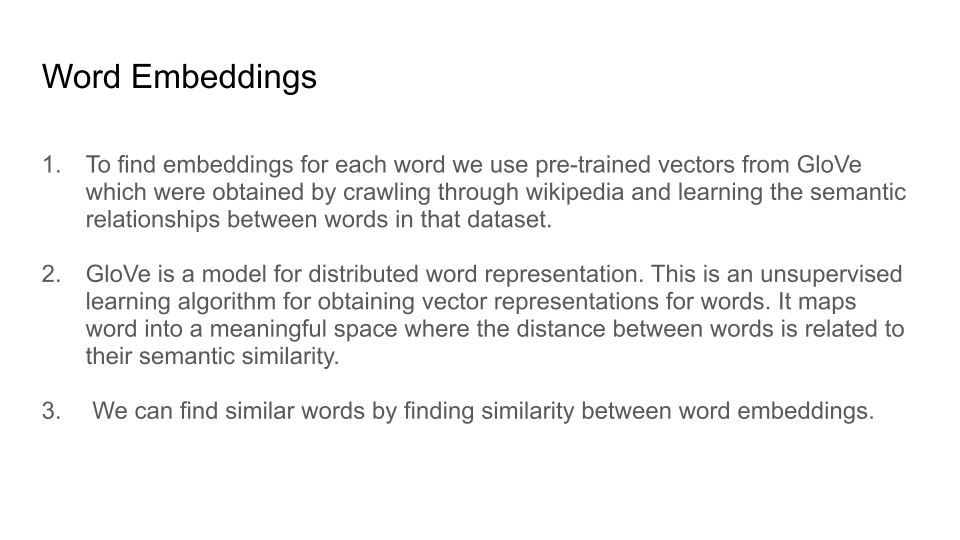 Word Embeddings
1. To find embeddings for each word we use pre-trained vectors from GloVe
which were obtained by crawling through wikipedia and learning the semantic
relationships between words in that dataset.
2. GloVe is a model for distributed word representation. This is an unsupervised
learning algorithm for obtaining vector representations for words. It maps
word into a meaningful space where the distance between words is related to
their semantic similarity.
3. We can find similar words by finding similarity between word embeddings.